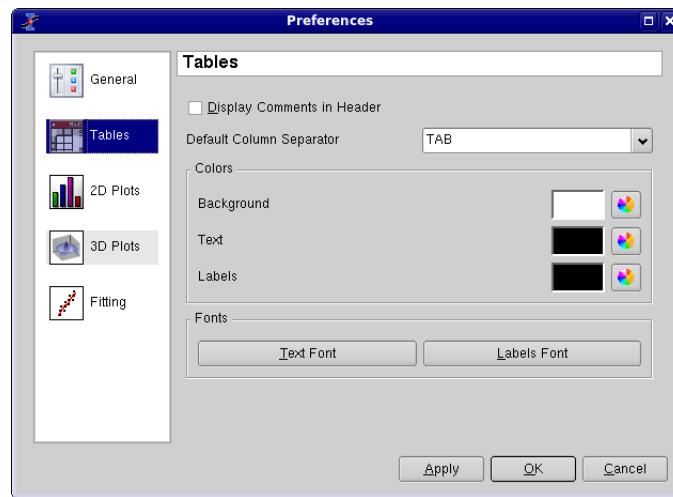 Preferences
General
Tables
2D Plots
3D Plots
Fitting
Tables
Display Comments in Header
Default Column Separator TAB
Colors
Background
Text
Labels
Fonts
Text Font Labels Font
Apply OK Cancel